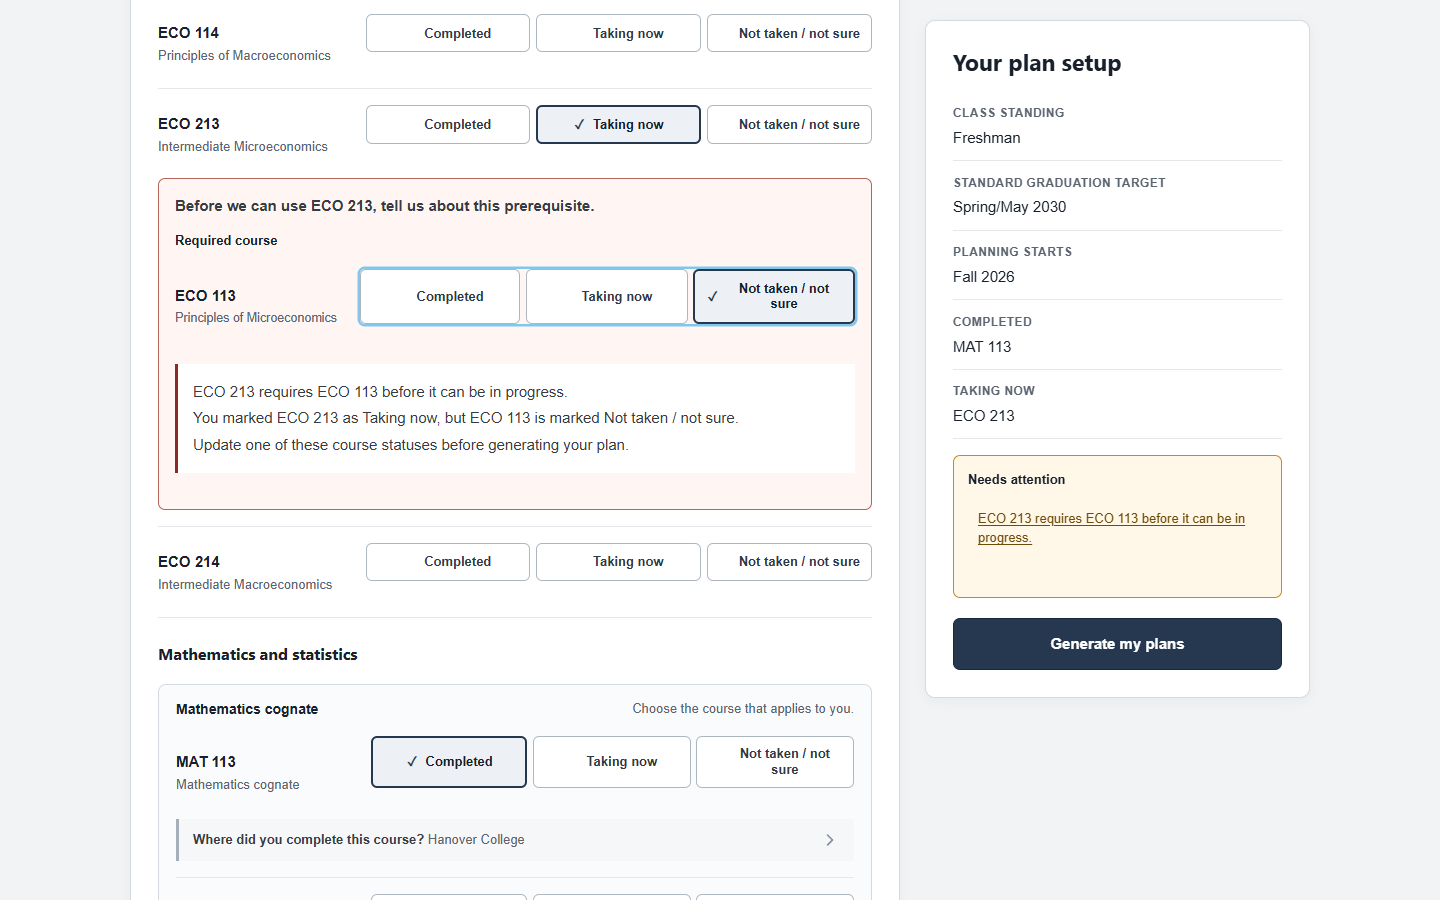 ECO 114
Principles of Macroeconomics
Completed
Taking now
Not taken / not sure
ECO 213
Intermediate Microeconomics
Completed
✓ Taking now
Not taken / not sure
Before we can use ECO 213, tell us about this prerequisite.
Required course
ECO 113
Principles of Microeconomics
Completed
Taking now
✓ Not taken / not
sure
ECO 213 requires ECO 113 before it can be in progress.
You marked ECO 213 as Taking now, but ECO 113 is marked Not taken / not sure.
Update one of these course statuses before generating your plan.
ECO 214
Intermediate Macroeconomics
Completed
Taking now
Not taken / not sure
Mathematics and statistics
Mathematics cognate
Choose the course that applies to you.
MAT 113
Mathematics cognate
✓ Completed
Taking now
Not taken / not
sure
Where did you complete this course? Hanover College
Your plan setup
CLASS STANDING
Freshman
STANDARD GRADUATION TARGET
Spring/May 2030
PLANNING STARTS
Fall 2026
COMPLETED
MAT 113
TAKING NOW
ECO 213
Needs attention
ECO 213 requires ECO 113 before it can be in
progress.
Generate my plans